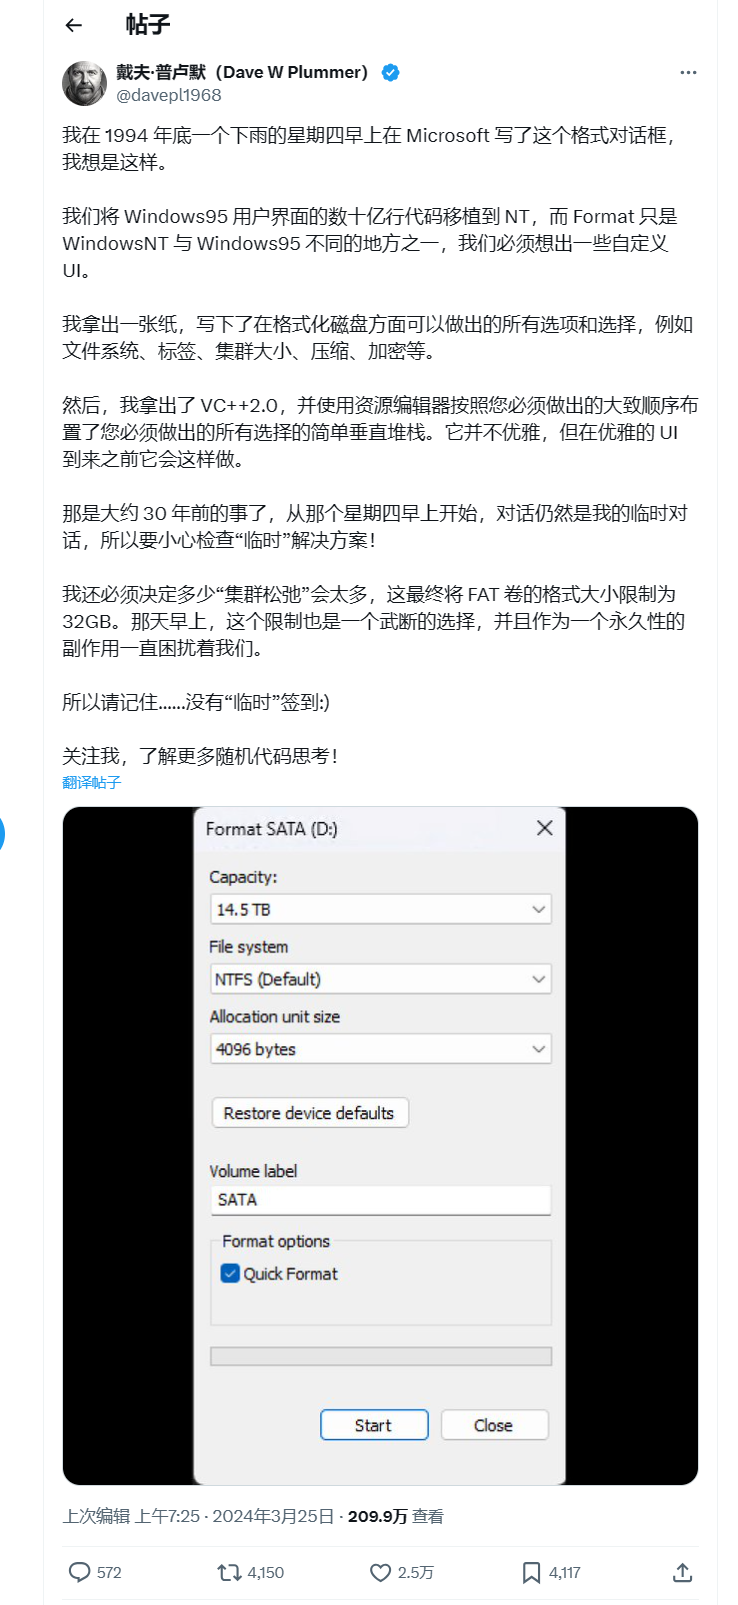 帖子
戴夫·普卢默（Dave W Plummer）
@davepl1968
我在 1994 年底一个下雨的星期四早上在 Microsoft 写了这个格式对话框，
我想是这样。
我们将 Windows95 用户界面的数十亿行代码移植到 NT，而 Format 只是
WindowsNT 与 Windows95 不同的地方之一，我们必须想出一些自定义
UI。
我拿出一张纸，写下了在格式化磁盘方面可以做出的所有选项和选择，例如
文件系统、标签、集群大小、压缩、加密等。
然后，我拿出了 VC++2.0，并使用资源编辑器按照您必须做出的大致顺序布
置了您必须做出的所有选择的简单垂直堆栈。它并不优雅，但在优雅的 UI
到来之前它会这样做。
那是大约 30 年前的事了，从那个星期四早上开始，对话仍然是我的临时对
话，所以要小心检查“临时”解决方案！
我还必须决定多少“集群松弛”会太多，这最终将 FAT 卷的格式大小限制为
32GB。那天早上，这个限制也是一个武断的选择，并且作为一个永久性的
副作用一直困扰着我们。
所以请记住......没有“临时”签到:)
关注我，了解更多随机代码思考！
翻译帖子
Format SATA (D:)
Capacity:
14.5 TB
File system
NTFS (Default)
Allocation unit size
4096 bytes
Restore device defaults
Volume label
SATA
Format options
Quick Format
Start Close
上次编辑 上午7:25 · 2024年3月25日 · 209.9万 查看
572 4,150 2.5万 4,117